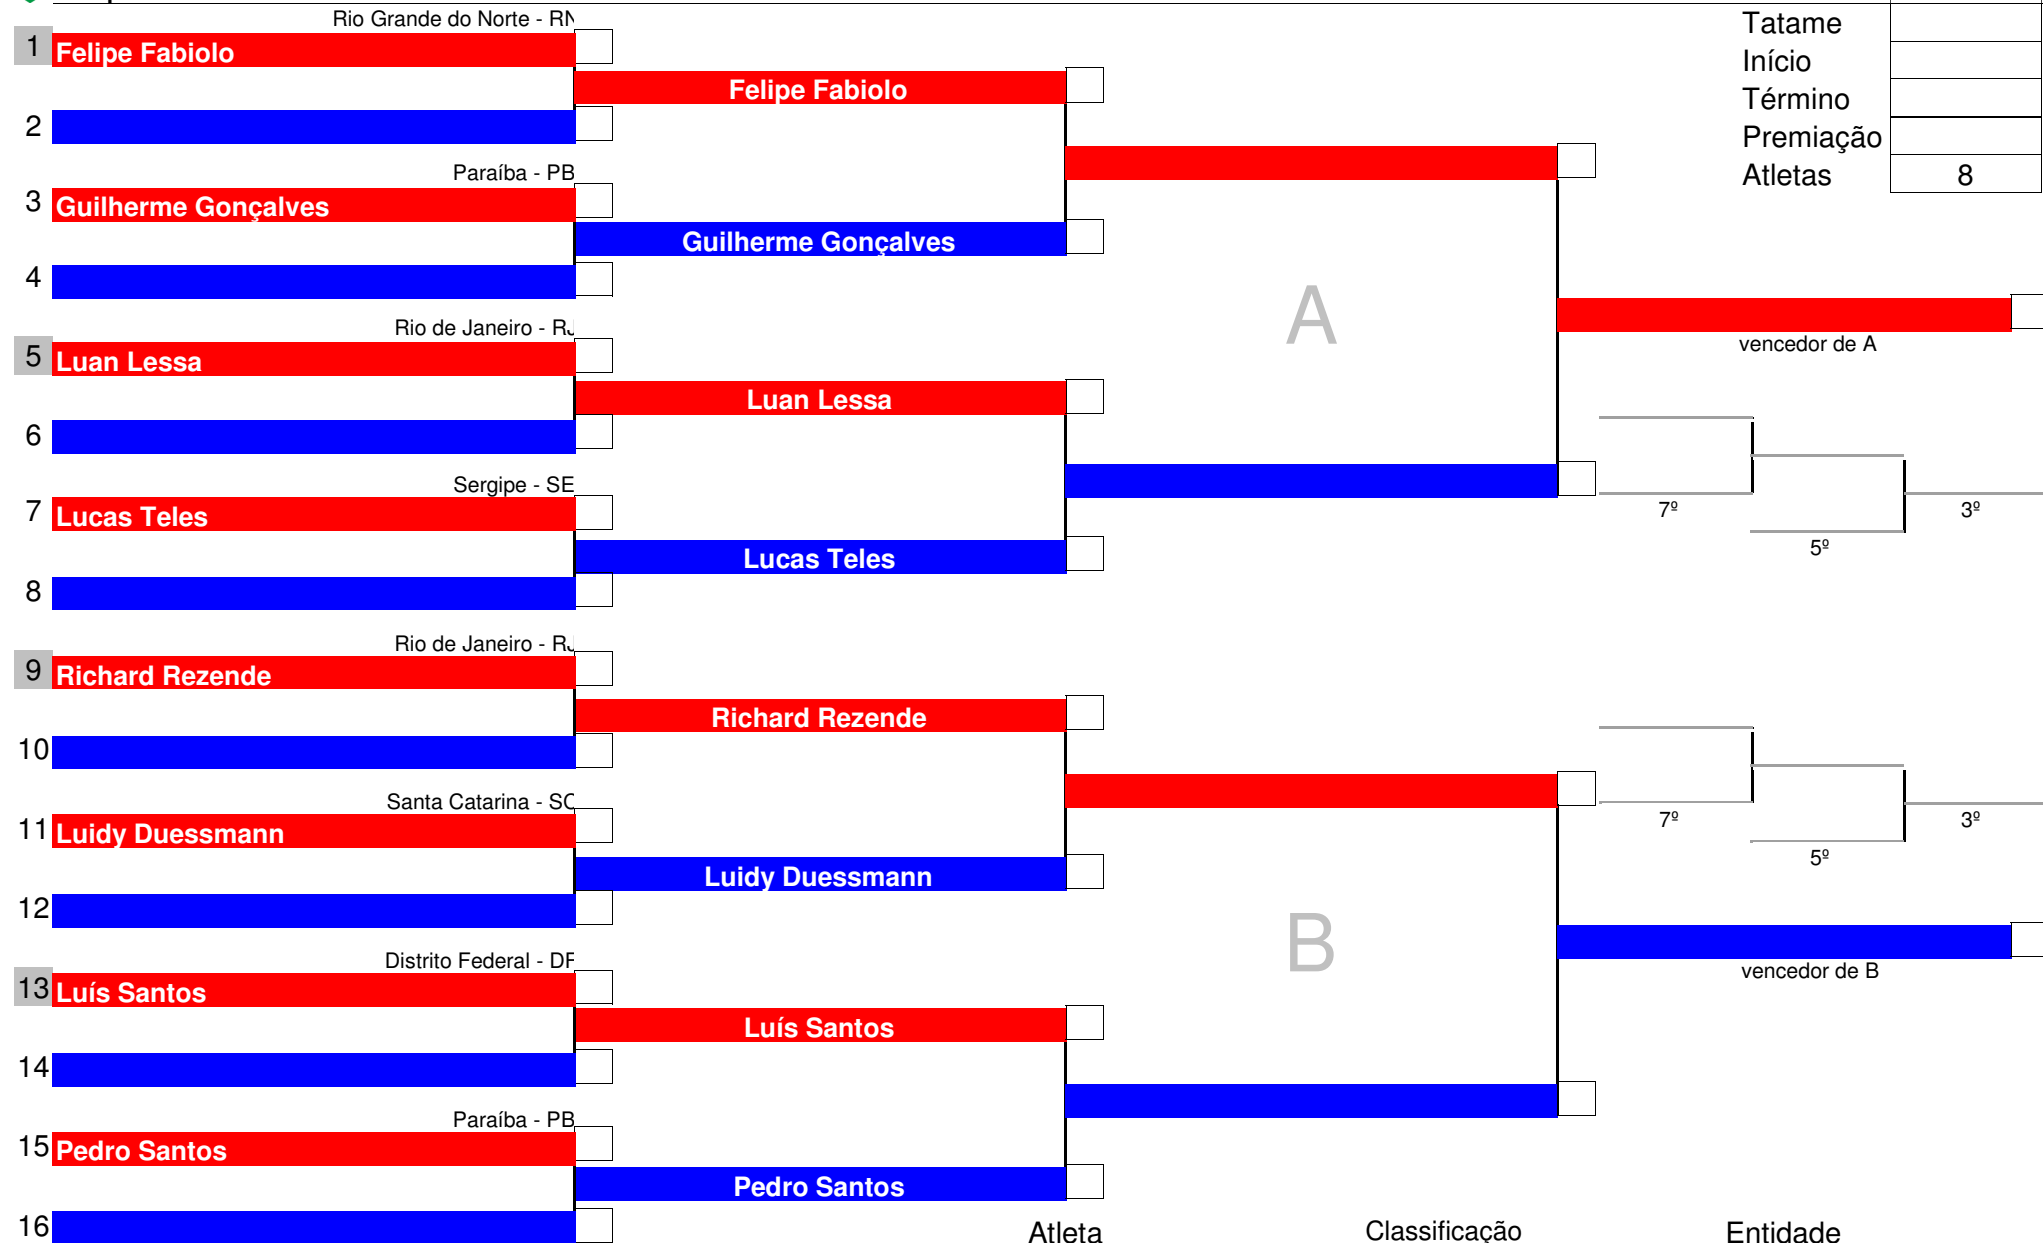 Rio Grande do Norte - RN
Tatame
1 Felipe Fabiolo
Início
Felipe Fabiolo
Término
2
Premiação
Paraíba - PB
Atletas 8
3 Guilherme Gonçalves
Guilherme Gonçalves
4
A
Rio de Janeiro - RJ
vencedor de A
5 Luan Lessa
Luan Lessa
6
Sergipe - SE
7º 3º
7 Lucas Teles
5º
Lucas Teles
8
Rio de Janeiro - RJ
9 Richard Rezende
Richard Rezende
10
Santa Catarina - SC
7º 3º
11 Luidy Duessmann
5º
Luidy Duessmann
12
B
Distrito Federal - DF
vencedor de B
13 Luís Santos
Luís Santos
14
Paraíba - PB
15 Pedro Santos
Pedro Santos
16
Atleta Classificação Entidade